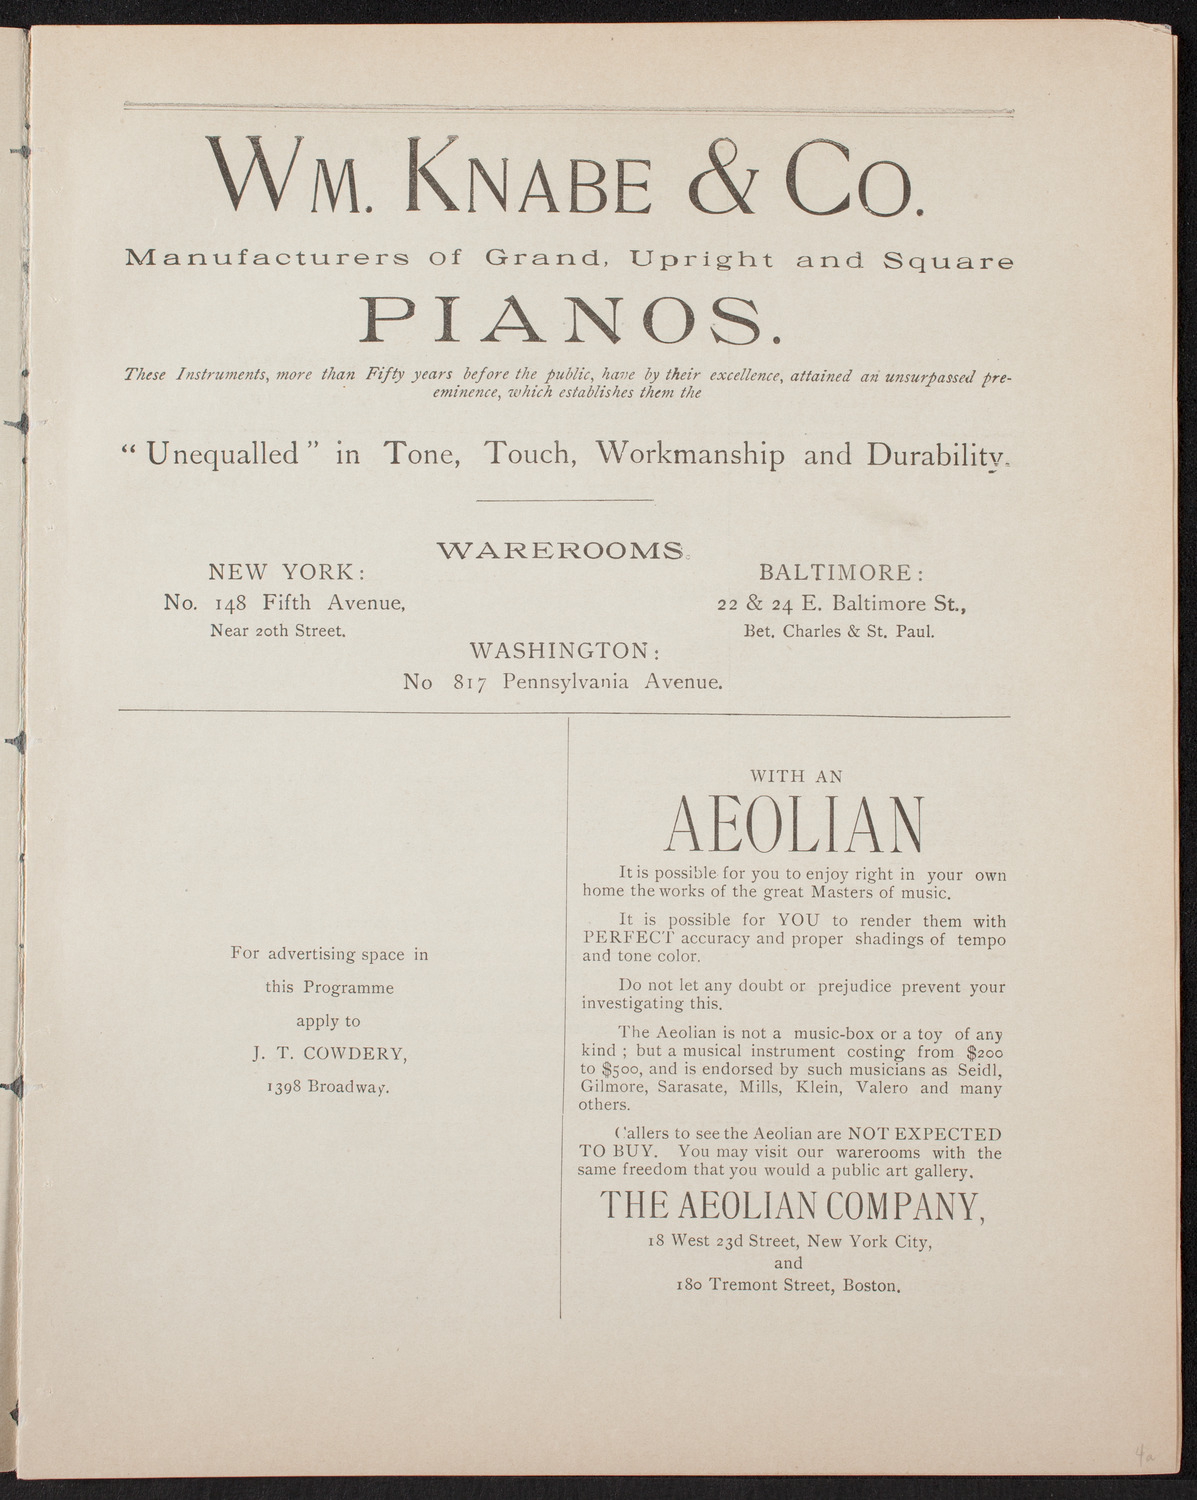 WM. KNABE & CO.
Manufacturers of Grand, Upright and Square
PIANOS.
These Instruments, more than Fifty years before the public, have by their excellence, attained an unsurpassed pre-
eminence, which establishes them the
“Unequalled” in Tone, Touch, Workmanship and Durability.
WAREROOMS.
NEW YORK:
No. 148 Fifth Avenue,
Near 20th Street.
BALTIMORE:
22 & 24 E. Baltimore St.,
Bet. Charles & St. Paul.
WASHINGTON:
No 817 Pennsylvania Avenue.
For advertising space in
this Programme
apply to
J. T. COWDERY,
1398 Broadway.
WITH AN
AEOLIAN
It is possible for you to enjoy right in your own
home the works of the great Masters of music.
It is possible for YOU to render them with
PERFECT accuracy and proper shadings of tempo
and tone color.
Do not let any doubt or prejudice prevent your
investigating this.
The Aeolian is not a music-box or a toy of any
kind; but a musical instrument costing from $200
to $500, and is endorsed by such musicians as Seidl,
Gilmore, Sarasate, Mills, Klein, Valero and many
others.
Callers to see the Aeolian are NOT EXPECTED
TO BUY. You may visit our warerooms with the
same freedom that you would a public art gallery.
THE AEOLIAN COMPANY,
18 West 23d Street, New York City,
and
180 Tremont Street, Boston.
4a